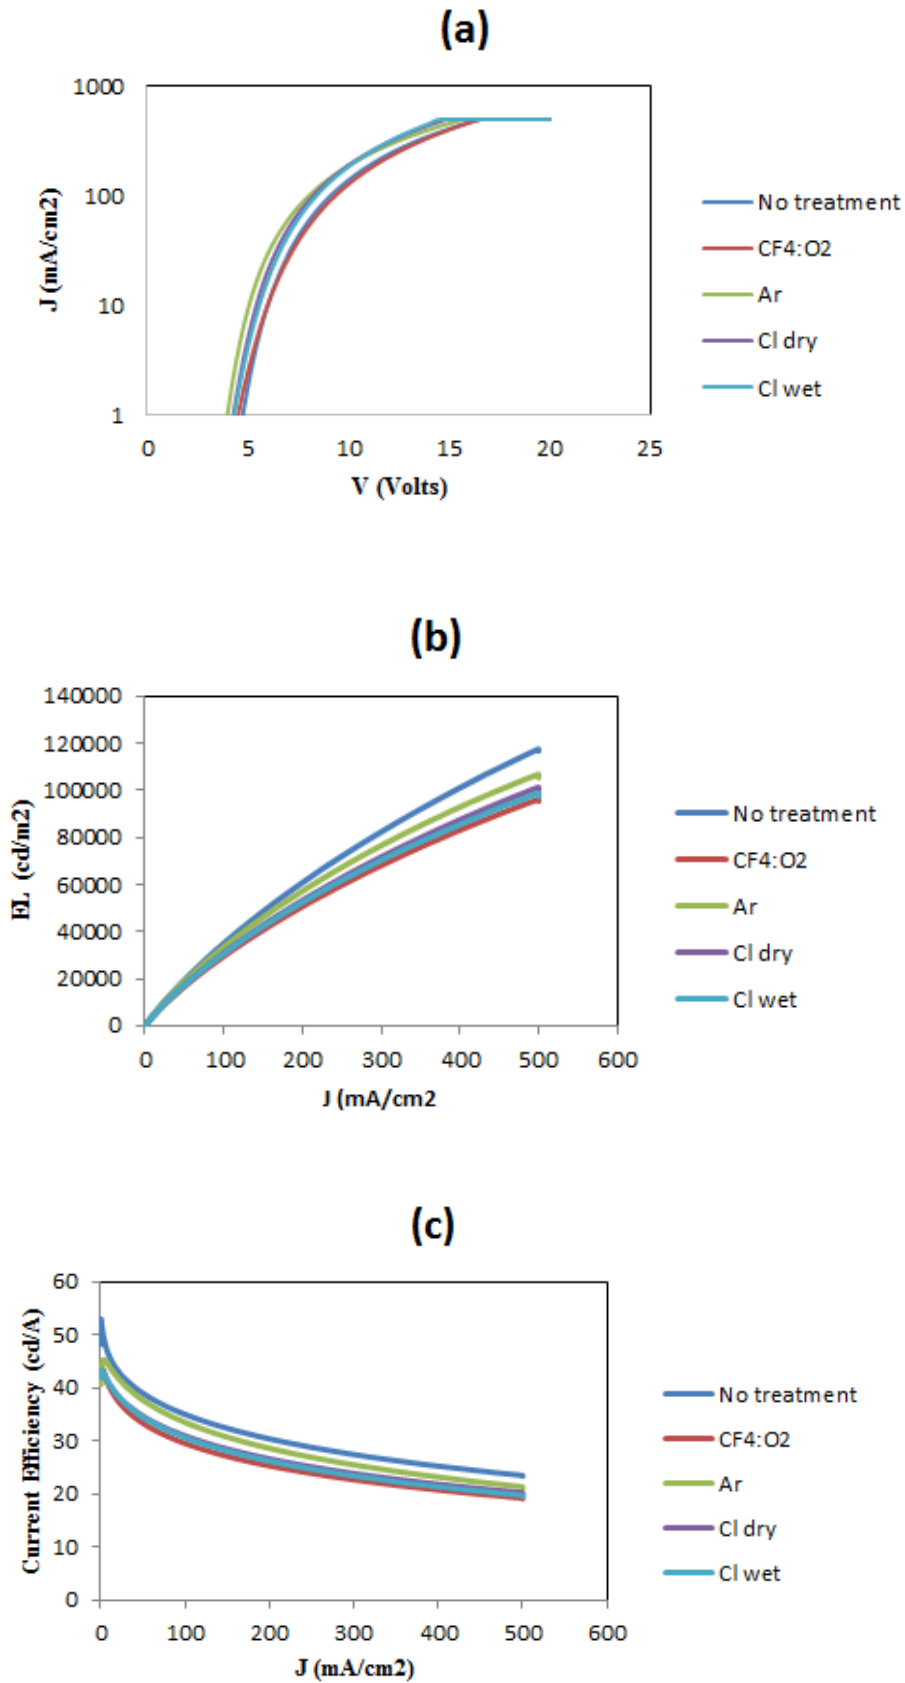 (a)
1000
100
10
1
J (mA/cm2)
0 5 10 15 20 25
V (Volts)
No treatment
CF4:O2
Ar
Cl dry
Cl wet
(b)
140000
120000
100000
80000
60000
40000
20000
0
EL (cd/m2)
0 100 200 300 400 500 600
J (mA/cm2
No treatment
CF4:O2
Ar
Cl dry
Cl wet
(c)
60
50
40
30
20
10
0
Current Efficiency (cd/A)
0 100 200 300 400 500 600
J (mA/cm2)
No treatment
CF4:O2
Ar
Cl dry
Cl wet